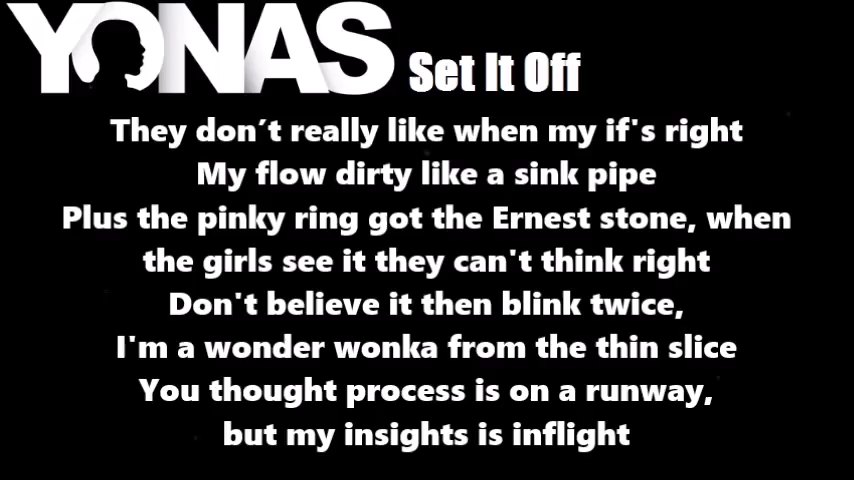 YONAS Set It Off
They don’t really like when my if's right
My flow dirty like a sink pipe
Plus the pinky ring got the Ernest stone, when
the girls see it they can't think right
Don't believe it then blink twice,
I'm a wonder wonka from the thin slice
You thought process is on a runway,
but my insights is inflight